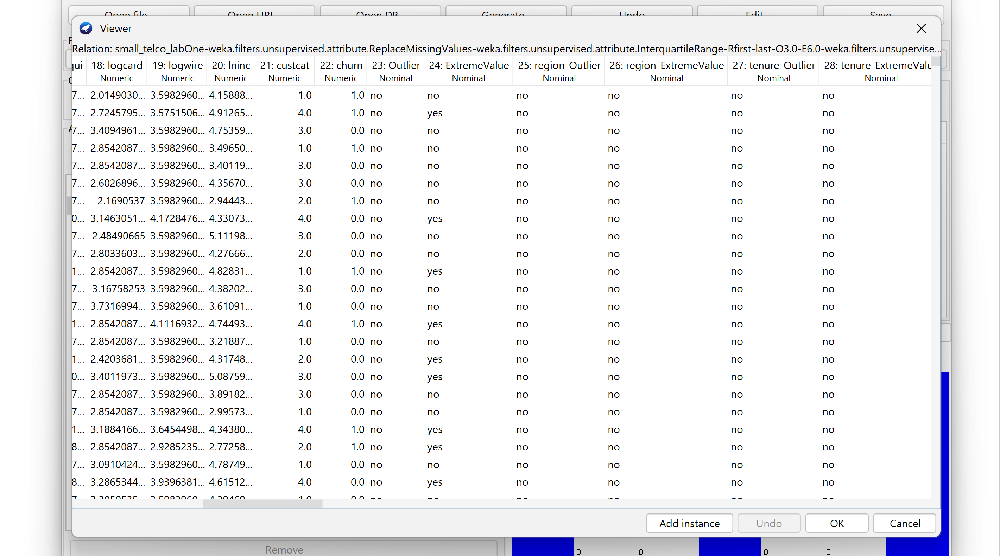 Open file Open URL Open DB Generate Undo Edit Save
Viewer
Relation: small_telco_labOne-weka.filters.unsupervised.attribute.ReplaceMissingValues-weka.filters.unsupervised.attribute.InterquartileRange-Rfirst-last-O3.0-E6.0-weka.filters.unsupervise...
qui 18: logcard 19: logwire 20: lninc 21: custcat 22: churn 23: Outlier 24: ExtremeValue 25: region_Outlier 26: region_ExtremeValue 27: tenure_Outlier 28: tenure_ExtremeValu
Numeric Numeric Numeric Numeric Numeric Nominal Nominal Nominal Nominal Nominal Nominal
7... 2.0149030... 3.5982960... 4.15888... 1.0 1.0 no no no no no no
7... 2.7245795... 3.5751506... 4.91265... 4.0 1.0 no yes no no no no
7... 3.4094961... 3.5982960... 4.75359... 3.0 0.0 no no no no no no
7... 2.8542087... 3.5982960... 3.49650... 1.0 1.0 no no no no no no
7... 2.8542087... 3.5982960... 3.40119... 3.0 0.0 no no no no no no
7... 2.6026896... 3.5982960... 4.35670... 3.0 0.0 no no no no no no
7... 2.1690537 3.5982960... 2.94443... 2.0 1.0 no no no no no no
0... 3.1463051... 4.1728476... 4.33073... 4.0 0.0 no yes no no no no
7... 2.48490665 3.5982960... 5.11198... 3.0 0.0 no no no no no no
7... 2.8033603... 3.5982960... 4.27666... 2.0 0.0 no no no no no no
1... 2.8542087... 3.5982960... 4.82831... 1.0 1.0 no yes no no no no
7... 3.16758253 3.5982960... 4.38202... 3.0 0.0 no no no no no no
7... 3.7316994... 3.5982960... 3.61091... 1.0 0.0 no no no no no no
1... 2.8542087... 4.1116932... 4.74493... 4.0 1.0 no yes no no no no
7... 2.8542087... 3.5982960... 3.21887... 1.0 0.0 no no no no no no
1... 2.4203681... 3.5982960... 4.31748... 2.0 0.0 no yes no no no no
0... 3.4011973... 3.5982960... 5.08759... 3.0 0.0 no yes no no no no
7... 2.8542087... 3.5982960... 3.89182... 3.0 0.0 no no no no no no
7... 2.8542087... 3.5982960... 2.99573... 1.0 0.0 no no no no no no
1... 3.1884166... 3.6454498... 4.34380... 4.0 1.0 no yes no no no no
8... 2.8542087... 2.9285235... 2.77258... 2.0 1.0 no yes no no no no
7... 3.0910424... 3.5982960... 4.78749... 1.0 0.0 no no no no no no
8... 3.2865344... 3.9396381... 4.61512... 4.0 0.0 no yes no no no no
7 3.3050535 3.5982960 4.20469 1.0 0.0 no no no no no no
Add instance Undo OK Cancel
Remove
0 0 0 0